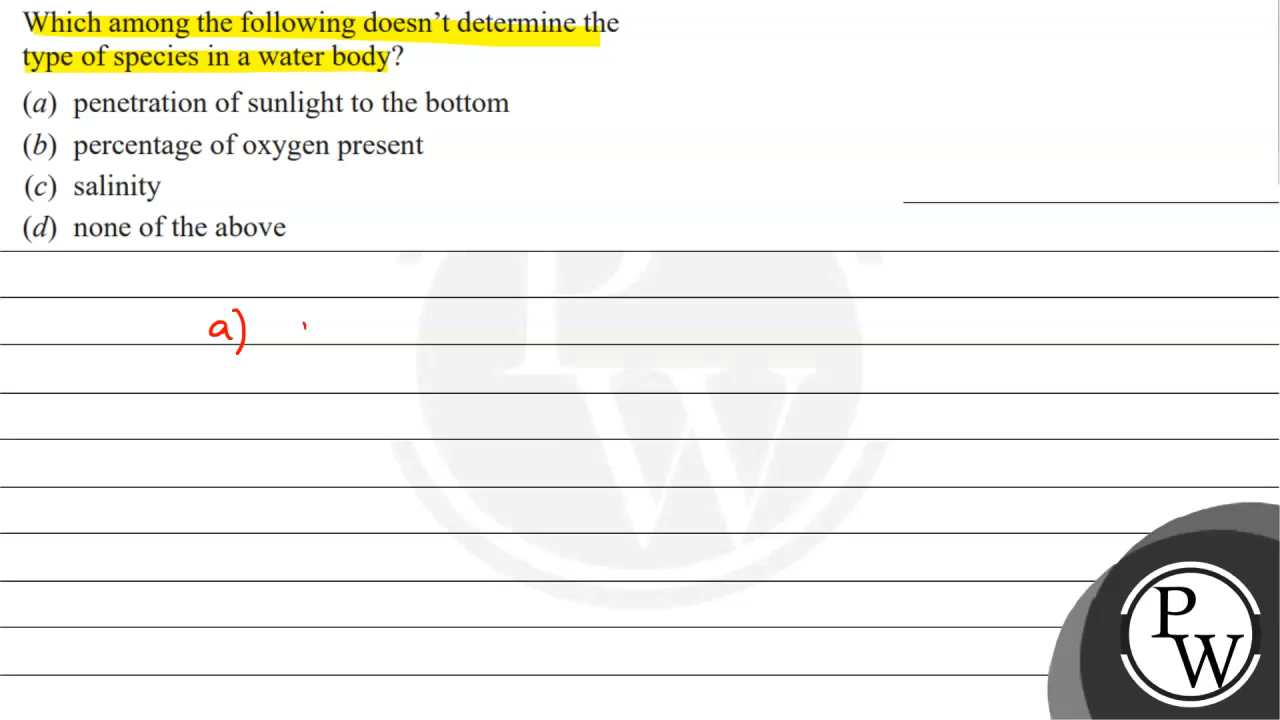 Which among the following doesn’t determine the
type of species in a water body?
(a) penetration of sunlight to the bottom
(b) percentage of oxygen present
(c) salinity
(d) none of the above
a)
P
W
P
W